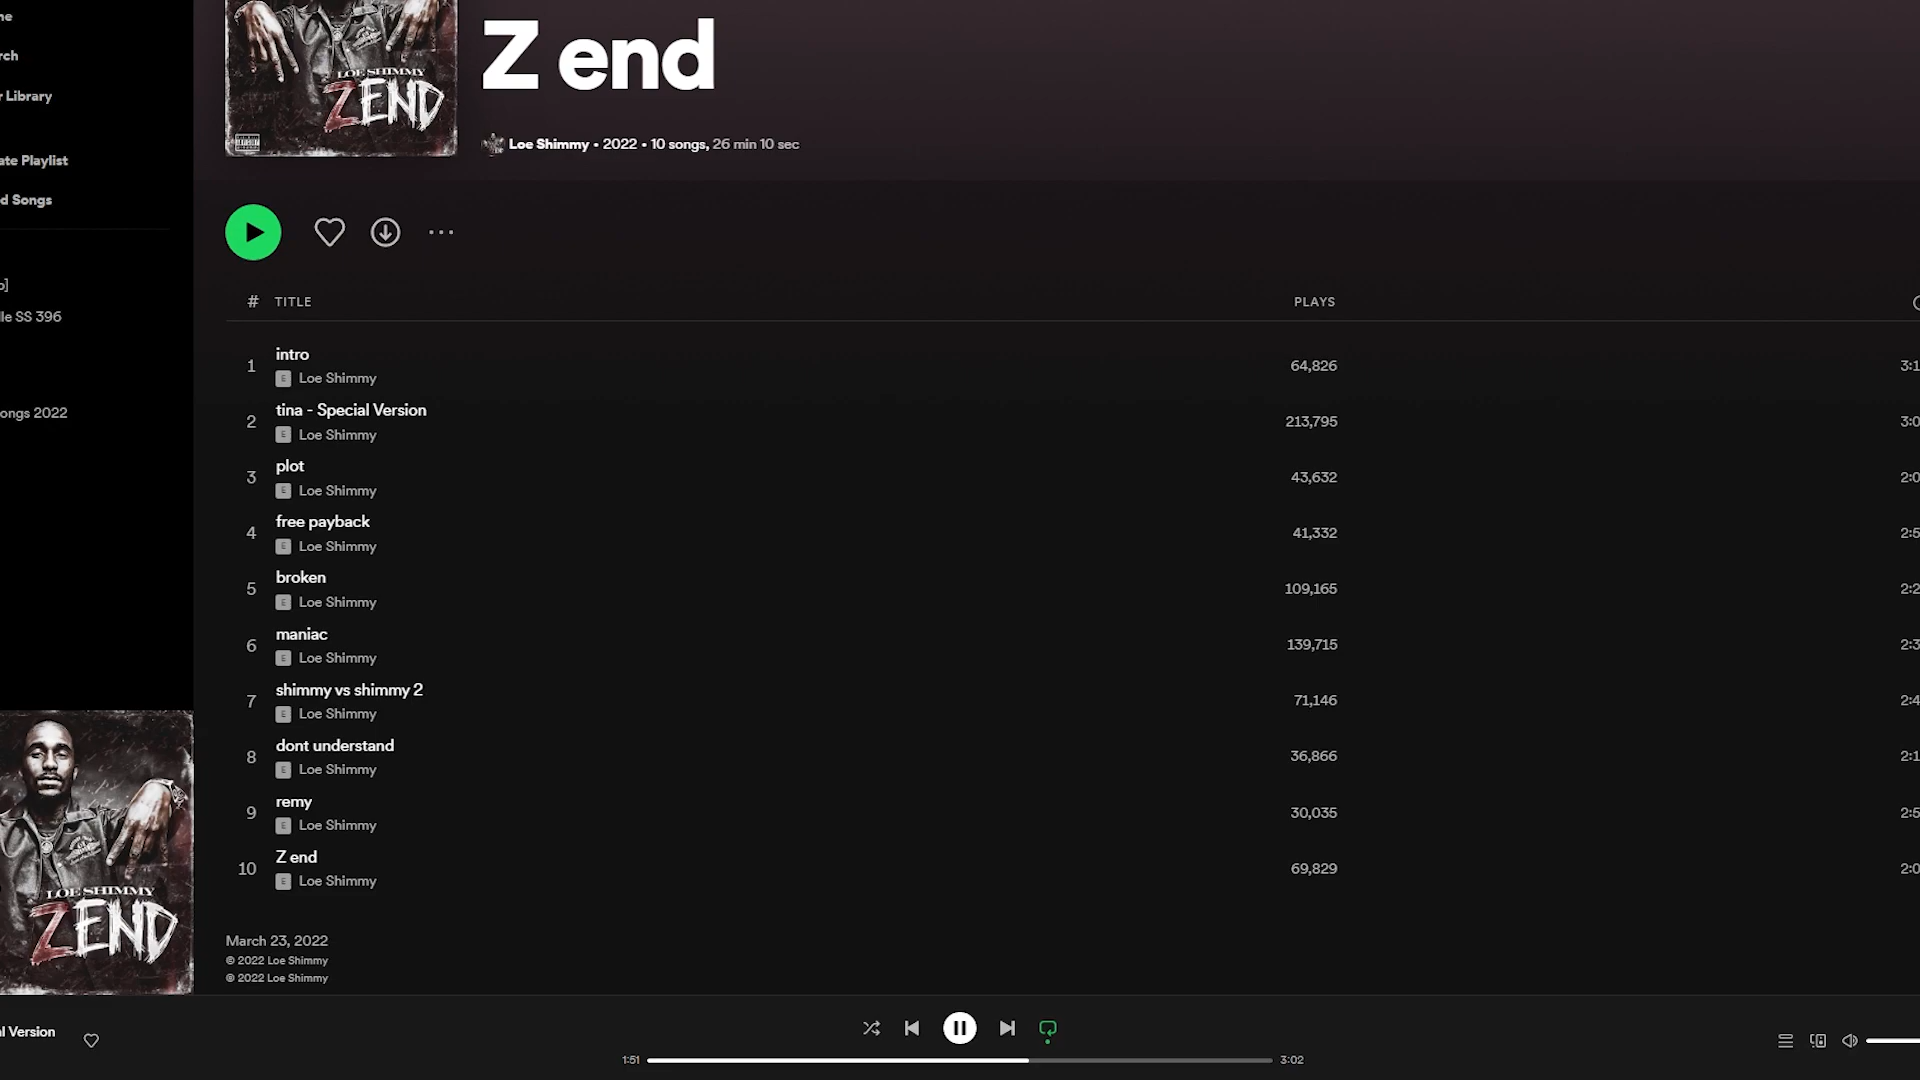 ne
rch
r Library
ate Playlist
d Songs
o]
lle SS 396
ongs 2022
LOE SHIMMY
ZEND
Z end
Loe Shimmy • 2022 • 10 songs, 26 min 10 sec
# TITLE PLAYS
1 intro 64,826 3:1
E Loe Shimmy
2 tina - Special Version 213,795 3:0
E Loe Shimmy
3 plot 43,632 2:0
E Loe Shimmy
4 free payback 41,332 2:5
E Loe Shimmy
5 broken 109,165 2:2
E Loe Shimmy
6 maniac 139,715 2:3
E Loe Shimmy
7 shimmy vs shimmy 2 71,146 2:4
E Loe Shimmy
8 dont understand 36,866 2:1
E Loe Shimmy
9 remy 30,035 2:5
E Loe Shimmy
10 Z end 69,829 2:0
E Loe Shimmy
March 23, 2022
© 2022 Loe Shimmy
℗ 2022 Loe Shimmy
LOE SHIMMY
ZEND
l Version
1:51 3:02